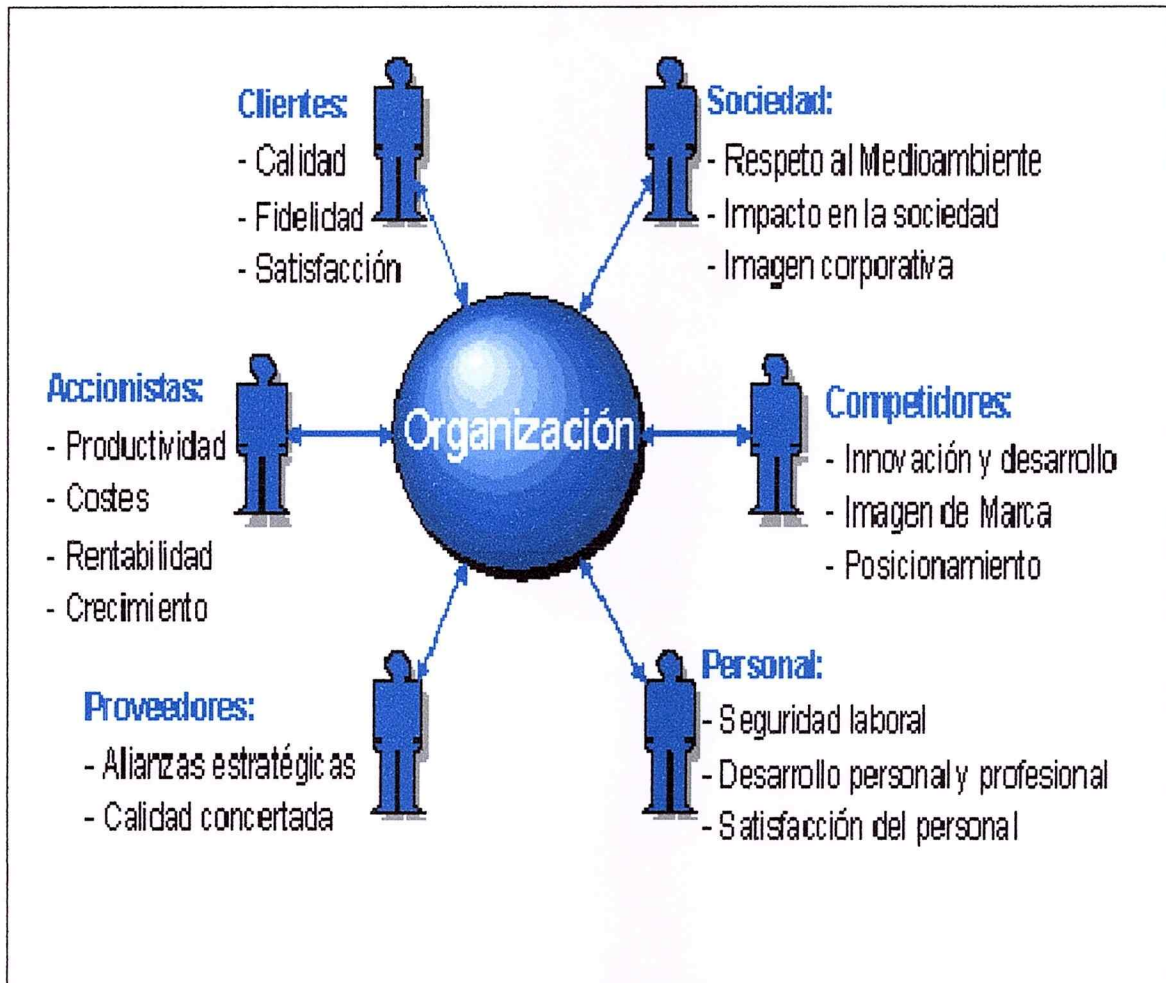 Clientes:
- Calidad
- Fidelidad
- Satisfacción
Sociedad:
- Respeto al Medioambiente
- Impacto en la sociedad
- Imagen corporativa
Accionistas:
- Productividad
- Costes
- Rentabilidad
- Crecimiento
Organización
Competidores:
- Innovación y desarrollo
- Imagen de Marca
- Posicionamiento
Proveedores:
- Alianzas estratégicas
- Calidad concertada
Personal:
- Seguridad laboral
- Desarrollo personal y profesional
- Satisfacción del personal